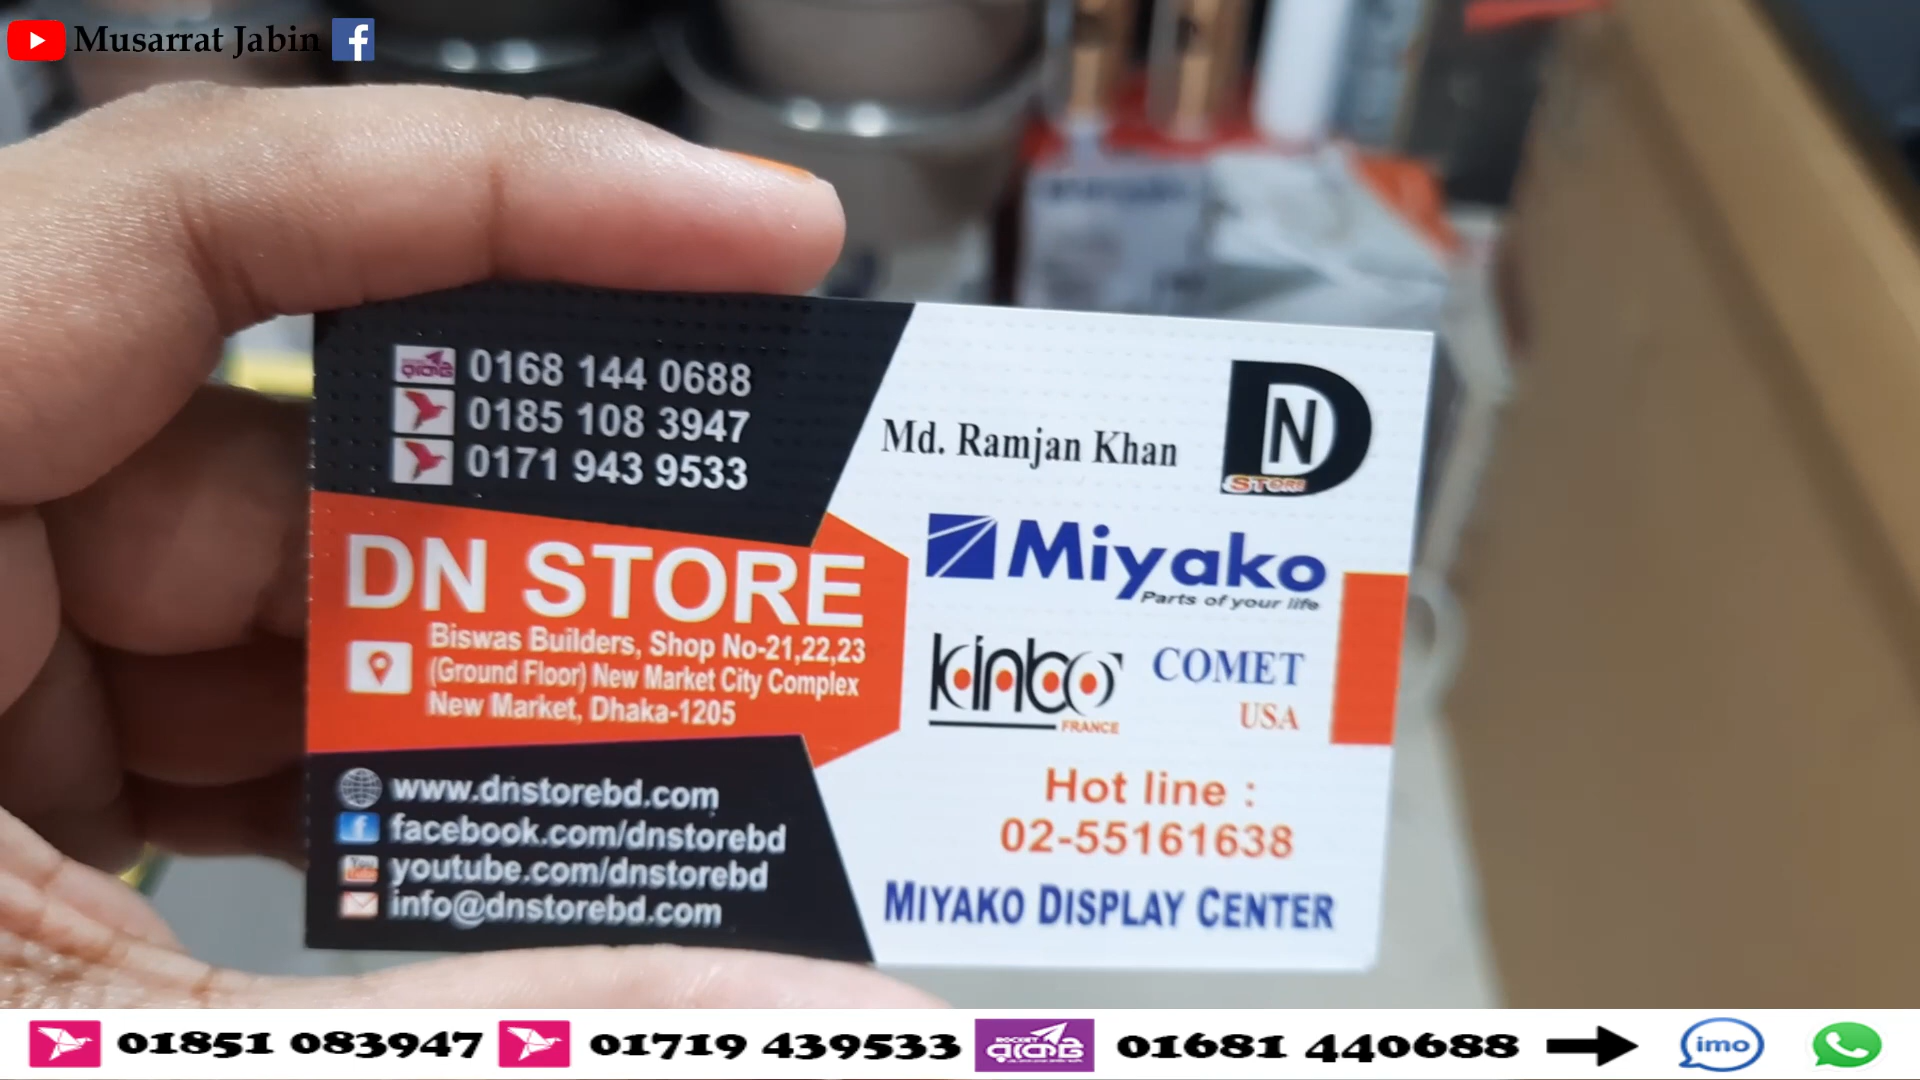 Musarrat Jabin
0168 144 0688
0185 108 3947
0171 943 9533
DN STORE
Biswas Builders, Shop No-21,22,23
(Ground Floor) New Market City Complex
New Market, Dhaka-1205
www.dnstorebd.com
facebook.com/dnstorebd
youtube.com/dnstorebd
info@dnstorebd.com
Md. Ramjan Khan
DN
STORE
Miyako
Parts of your life
kinbo
FRANCE
COMET
USA
Hot line :
02-55161638
MIYAKO DISPLAY CENTER
01851 083947 01719 439533 ROCKET রকেট 01681 440688 imo